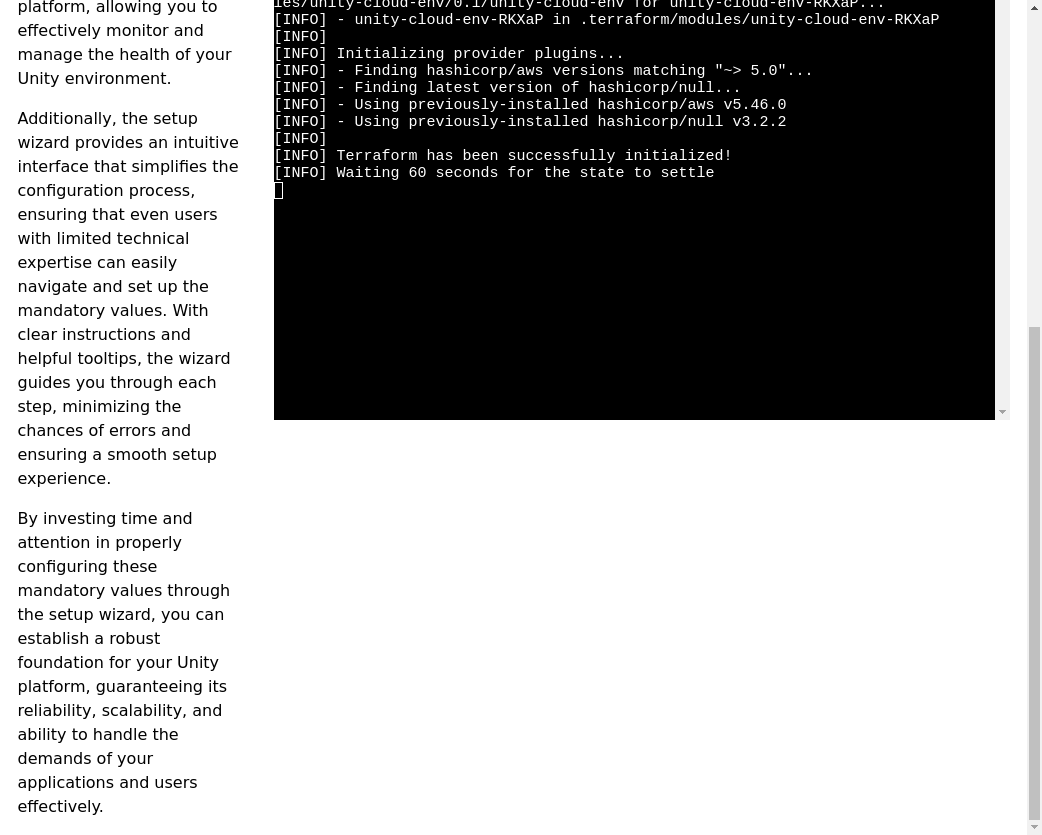 platform, allowing you to
effectively monitor and
manage the health of your
Unity environment.
Additionally, the setup
wizard provides an intuitive
interface that simplifies the
configuration process,
ensuring that even users
with limited technical
expertise can easily
navigate and set up the
mandatory values. With
clear instructions and
helpful tooltips, the wizard
guides you through each
step, minimizing the
chances of errors and
ensuring a smooth setup
experience.
By investing time and
attention in properly
configuring these
mandatory values through
the setup wizard, you can
establish a robust
foundation for your Unity
platform, guaranteeing its
reliability, scalability, and
ability to handle the
demands of your
applications and users
effectively.
les/unity-cloud-env/0.1/unity-cloud-env for unity-cloud-env-RKXaP...
[INFO] - unity-cloud-env-RKXaP in .terraform/modules/unity-cloud-env-RKXaP
[INFO]
[INFO] Initializing provider plugins...
[INFO] - Finding hashicorp/aws versions matching "~> 5.0"...
[INFO] - Finding latest version of hashicorp/null...
[INFO] - Using previously-installed hashicorp/aws v5.46.0
[INFO] - Using previously-installed hashicorp/null v3.2.2
[INFO]
[INFO] Terraform has been successfully initialized!
[INFO] Waiting 60 seconds for the state to settle